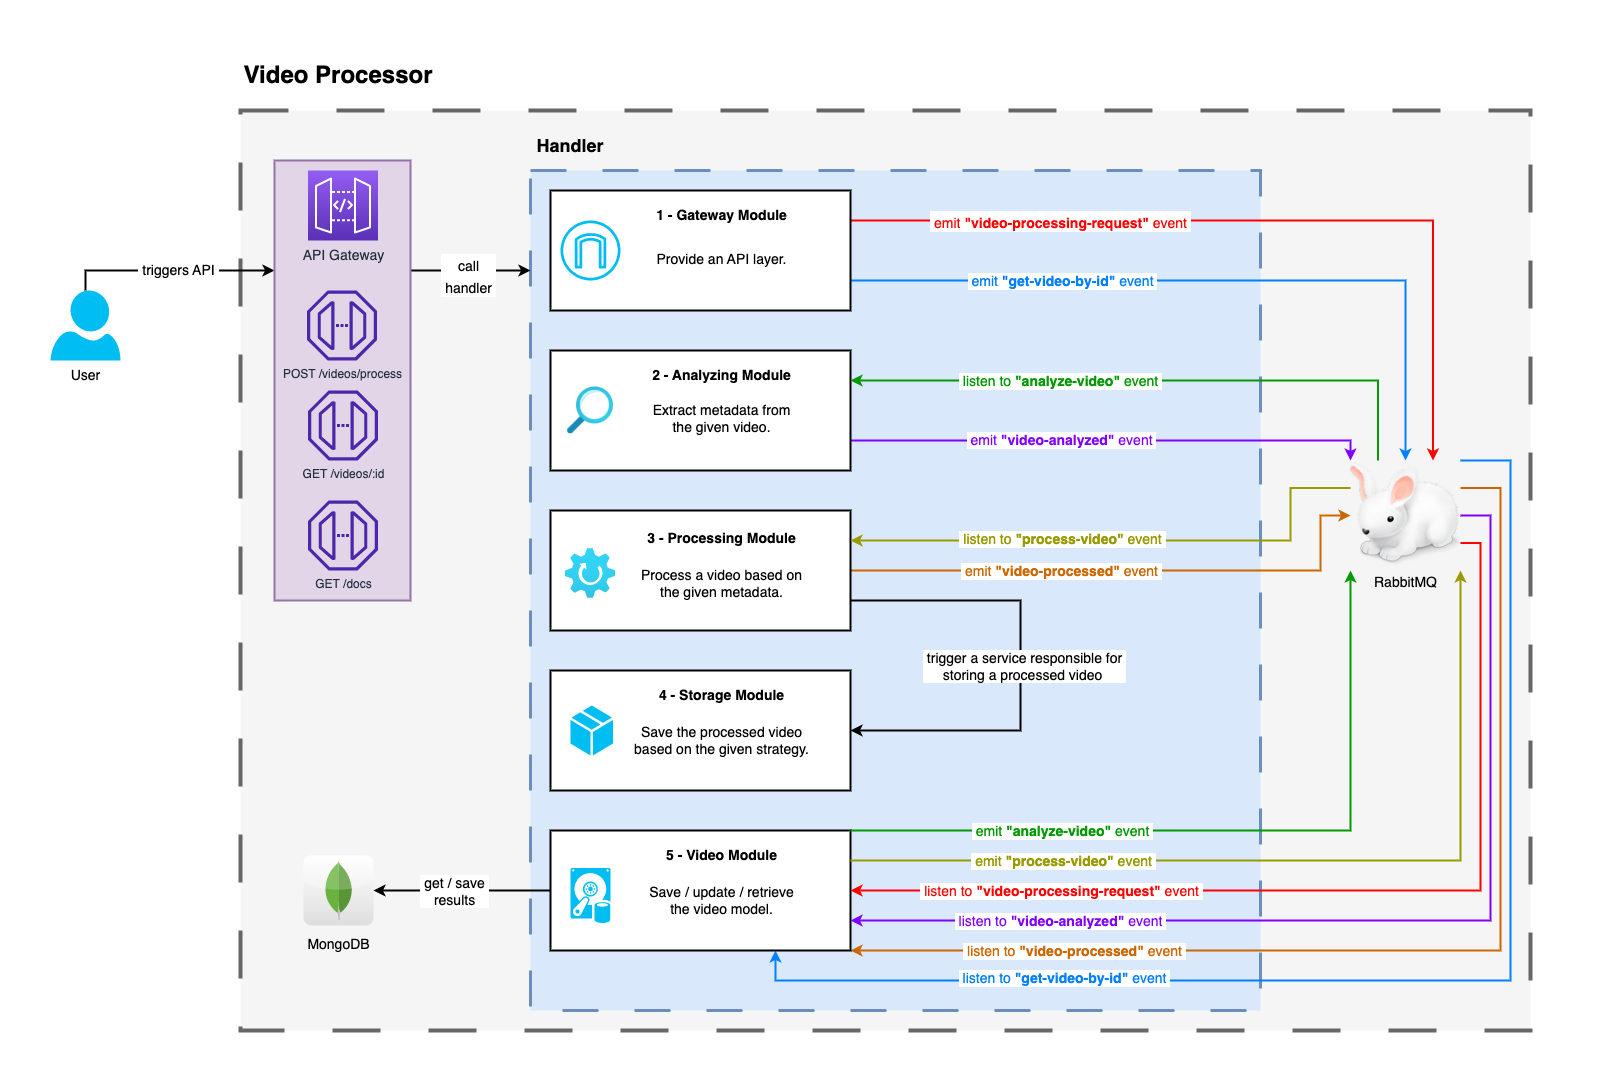 Video Processor
Handler
API Gateway
POST /videos/process
GET /videos/:id
GET /docs
triggers API
User
call
handler
1 - Gateway Module
Provide an API layer.
emit "video-processing-request" event
emit "get-video-by-id" event
2 - Analyzing Module
Extract metadata from
the given video.
listen to "analyze-video" event
emit "video-analyzed" event
3 - Processing Module
Process a video based on
the given metadata.
listen to "process-video" event
emit "video-processed" event
RabbitMQ
trigger a service responsible for
storing a processed video
4 - Storage Module
Save the processed video
based on the given strategy.
5 - Video Module
Save / update / retrieve
the video model.
emit "analyze-video" event
emit "process-video" event
listen to "video-processing-request" event
listen to "video-analyzed" event
listen to "video-processed" event
listen to "get-video-by-id" event
get / save
results
MongoDB